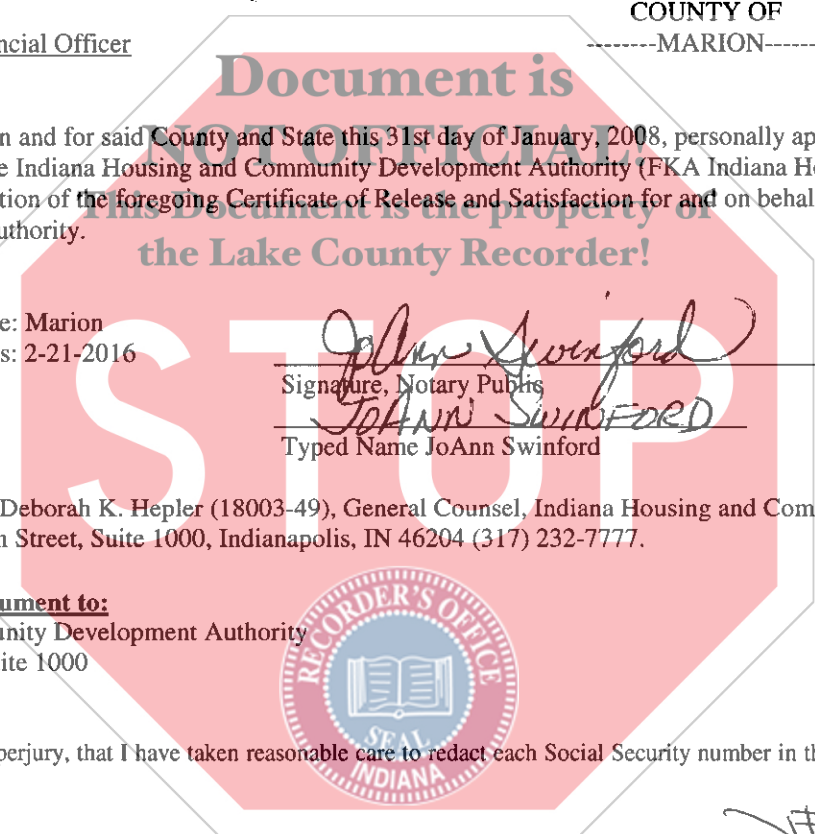 COUNTY OF
ncial Officer
--------MARION------
Document is
n and for said County and State this 31st day of January, 2008, personally ap
NOT OFFICIAL!
e Indiana Housing and Community Development Authority (FKA Indiana H
tion of the foregoing Certificate of Release and Satisfaction for and on behal
This Document is the property of
uthority.
the Lake County Recorder!
STOP
e: Marion
s: 2-21-2016
JoAnn Swinford
Signature, Notary Public
JOANN SWINFORD
Typed Name JoAnn Swinford
Deborah K. Hepler (18003-49), General Counsel, Indiana Housing and Com
n Street, Suite 1000, Indianapolis, IN 46204 (317) 232-7777.
ument to:
unity Development Authority
ite 1000
RECORDER'S OFFICE
SEAL
INDIANA
perjury, that I have taken reasonable care to redact each Social Security number in th